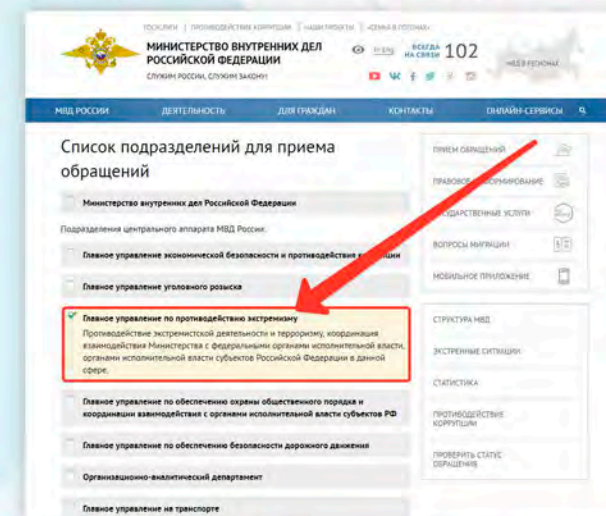 ГОСУСЛУГИ | ПРОТИВОДЕЙСТВИЕ КОРРУПЦИИ | НАШИ ПРОЕКТЫ |
МИНИСТЕРСТВО ВНУТРЕННИХ ДЕЛ
РОССИЙСКОЙ ФЕДЕРАЦИИ
СЛУЖИМ РОССИИ, СЛУЖИМ ЗАКОНУ!
ВСЕГДА
НА СВЯЗИ
102
МВД В РЕГИОНАХ
МВД РОССИИ
ДЕЯТЕЛЬНОСТЬ
ДЛЯ ГРАЖДАН
КОНТАКТЫ
ОНЛАЙН-СЕРВИСЫ
Список подразделений для приема
обращений
Министерство внутренних дел Российской Федерации
Подразделения центрального аппарата МВД России.
Главное управление экономической безопасности и противодействия коррупции
Главное управление уголовного розыска
Главное управление по противодействию экстремизму
Противодействие экстремистской деятельности и терроризму, координация
взаимодействия Министерства с федеральными органами исполнительной власти,
органами исполнительной власти субъектов Российской Федерации в данной
сфере.
Главное управление по обеспечению охраны общественного порядка и
координации взаимодействия с органами исполнительной власти субъектов РФ
Главное управление по обеспечению безопасности дорожного движения
Организационно-аналитический департамент
Главное управление на транспорте
ПРИЕМ ОБРАЩЕНИЙ
ПРАВОВОЕ ИНФОРМИРОВАНИЕ
ГОСУДАРСТВЕННЫЕ УСЛУГИ
ВОПРОСЫ МИГРАЦИИ
МОБИЛЬНОЕ ПРИЛОЖЕНИЕ
СТРУКТУРА МВД
ЭКСТРЕННЫЕ СИТУАЦИИ
СТАТИСТИКА
ПРОТИВОДЕЙСТВИЕ
КОРРУПЦИИ
ПРОВЕРИТЬ СТАТУС
ОБРАЩЕНИЯ